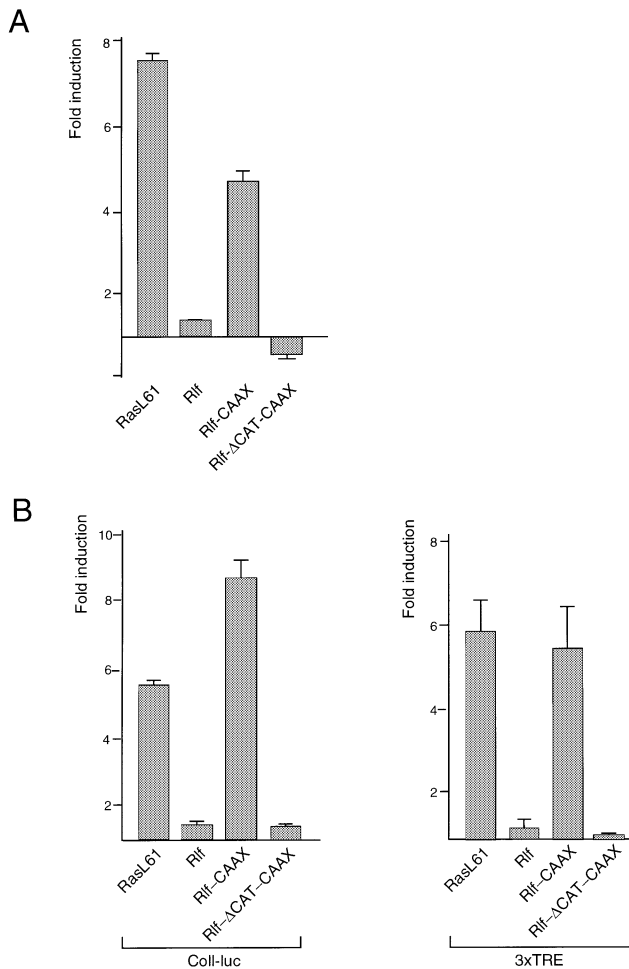 A
Fold induction
8
6
4
2
RasL61
Rlf
Rlf-CAAX
Rlf-ΔCAT-CAAX
B
Fold induction
10
8
6
4
2
RasL61
Rlf
Rlf–CAAX
Rlf–ΔCAT–CAAX
Coll-luc
Fold induction
8
6
4
2
RasL61
Rlf
Rlf–CAAX
Rlf–ΔCAT–CAAX
3xTRE